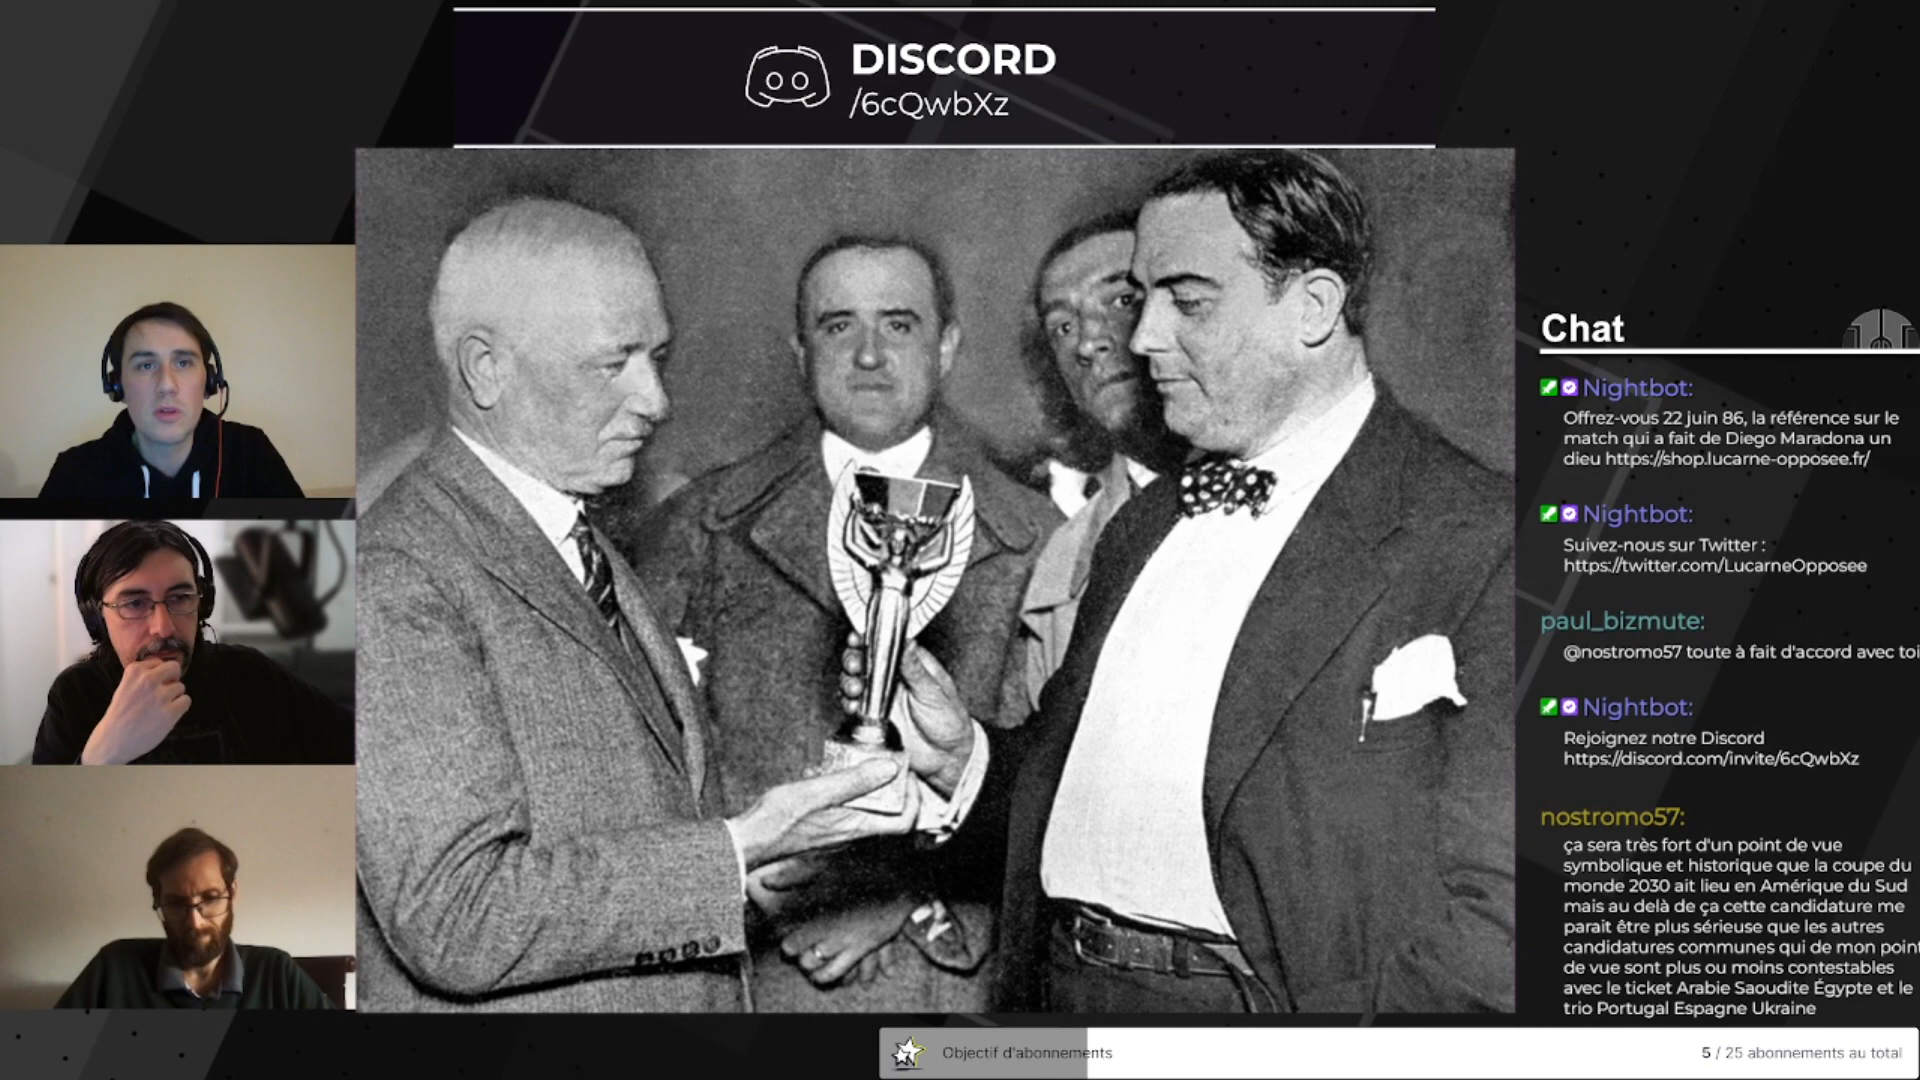 DISCORD
/6cQwbXz
Chat
Nightbot:
Offrez-vous 22 juin 86, la référence sur le
match qui a fait de Diego Maradona un
dieu https://shop.lucarne-opposee.fr/
Nightbot:
Suivez-nous sur Twitter :
https://twitter.com/LucarneOpposee
paul_bizmute:
@nostromo57 toute à fait d'accord avec toi
Nightbot:
Rejoignez notre Discord
https://discord.com/invite/6cQwbXz
nostromo57:
ça sera très fort d'un point de vue
symbolique et historique que la coupe du
monde 2030 ait lieu en Amérique du Sud
mais au delà de ça cette candidature me
parait être plus sérieuse que les autres
candidatures communes qui de mon point
de vue sont plus ou moins contestables
avec le ticket Arabie Saoudite Égypte et le
trio Portugal Espagne Ukraine
Objectif d'abonnements
5 / 25 abonnements au total